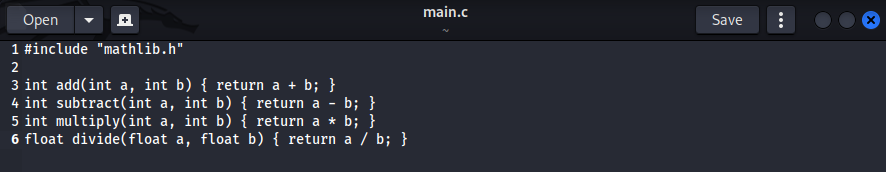 Open
main.c
~
Save
1 #include "mathlib.h"
2
3 int add(int a, int b) { return a + b; }
4 int subtract(int a, int b) { return a - b; }
5 int multiply(int a, int b) { return a * b; }
6 float divide(float a, float b) { return a / b; }